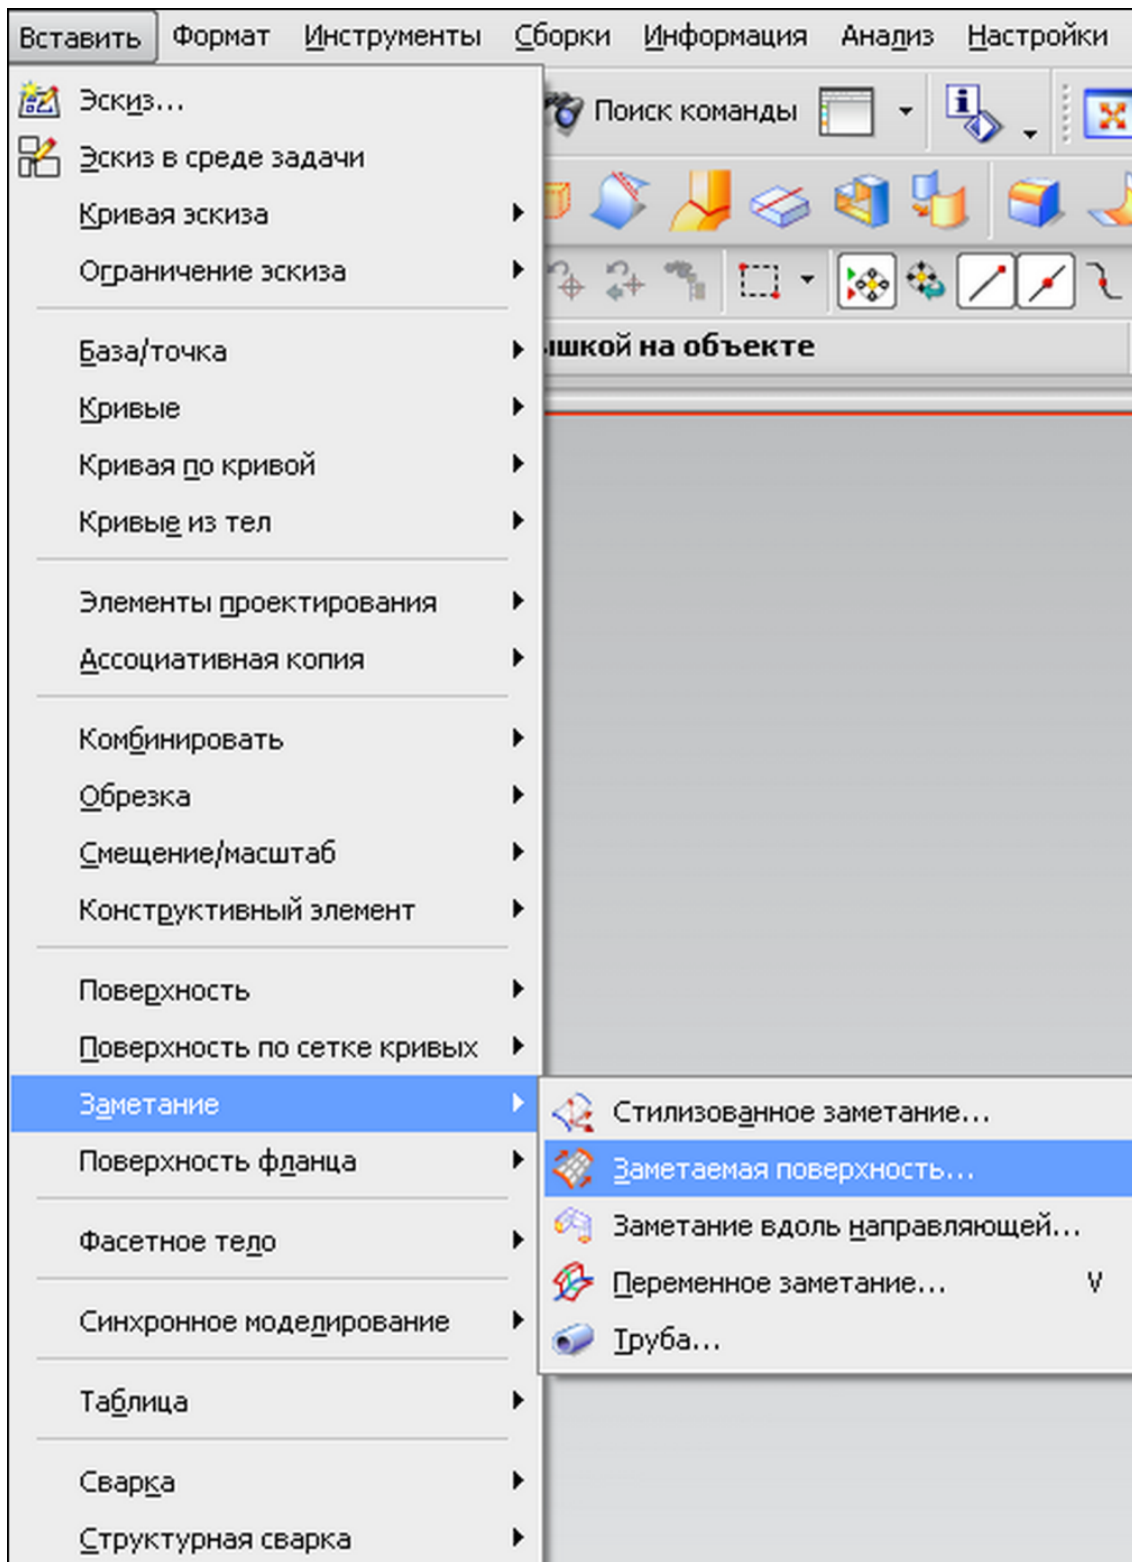 Вставить Формат Инструменты Сборки Информация Анализ Настройки
Поиск команды
ышкой на объекте
Эскиз...
Эскиз в среде задачи
Кривая эскиза
Ограничение эскиза
База/точка
Кривые
Кривая по кривой
Кривые из тел
Элементы проектирования
Ассоциативная копия
Комбинировать
Обрезка
Смещение/масштаб
Конструктивный элемент
Поверхность
Поверхность по сетке кривых
Заметание
Поверхность фланца
Фасетное тело
Синхронное моделирование
Таблица
Сварка
Структурная сварка
Стилизованное заметание...
Заметаемая поверхность...
Заметание вдоль направляющей...
Переменное заметание... V
Труба...